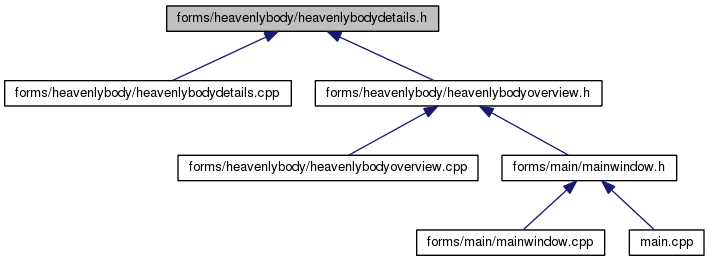 forms/heavenlybody/heavenlybodydetails.h
forms/heavenlybody/heavenlybodydetails.cpp
forms/heavenlybody/heavenlybodyoverview.h
forms/heavenlybody/heavenlybodyoverview.cpp
forms/main/mainwindow.h
forms/main/mainwindow.cpp
main.cpp